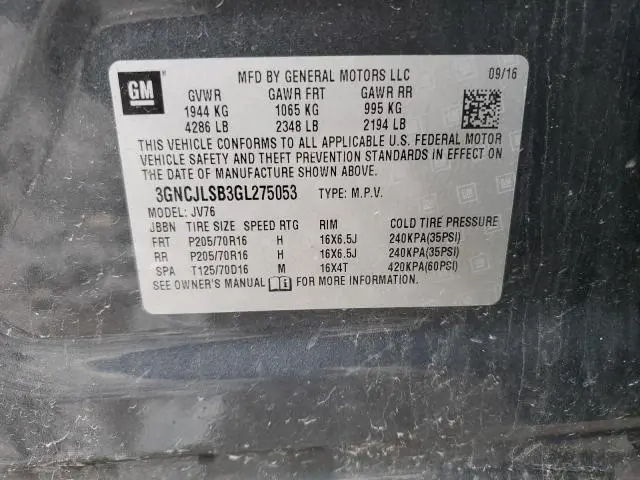 GM
MFD BY GENERAL MOTORS LLC 09/16
GVWR GAWR FRT GAWR RR
1944 KG 1065 KG 995 KG
4286 LB 2348 LB 2194 LB
THIS VEHICLE CONFORMS TO ALL APPLICABLE U.S. FEDERAL MOTOR
VEHICLE SAFETY AND THEFT PREVENTION STANDARDS IN EFFECT ON
THE DATE OF MANUFACTURE SHOWN ABOVE.
3GNCJLSB3GL275053 TYPE: M.P.V.
MODEL: JV76
JBBN TIRE SIZE SPEED RTG RIM COLD TIRE PRESSURE
FRT P205/70R16 H 16X6.5J 240KPA(35PSI)
RR P205/70R16 H 16X6.5J 240KPA(35PSI)
SPA T125/70D16 M 16X4T 420KPA(60PSI)
SEE OWNER'S MANUAL FOR MORE INFORMATION.